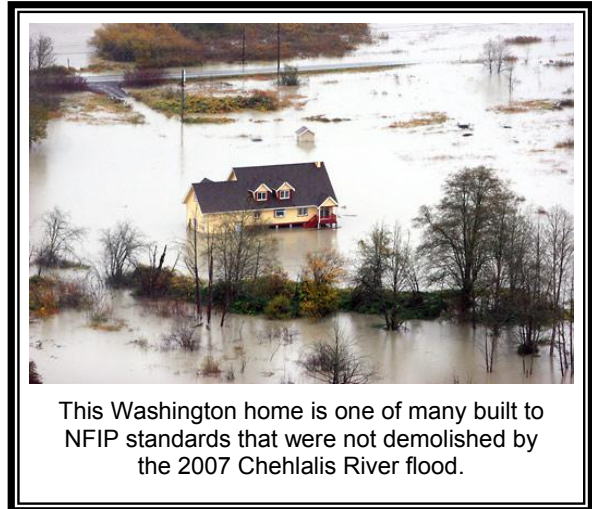 This Washington home is one of many built to
NFIP standards that were not demolished by
the 2007 Chehlalis River flood.